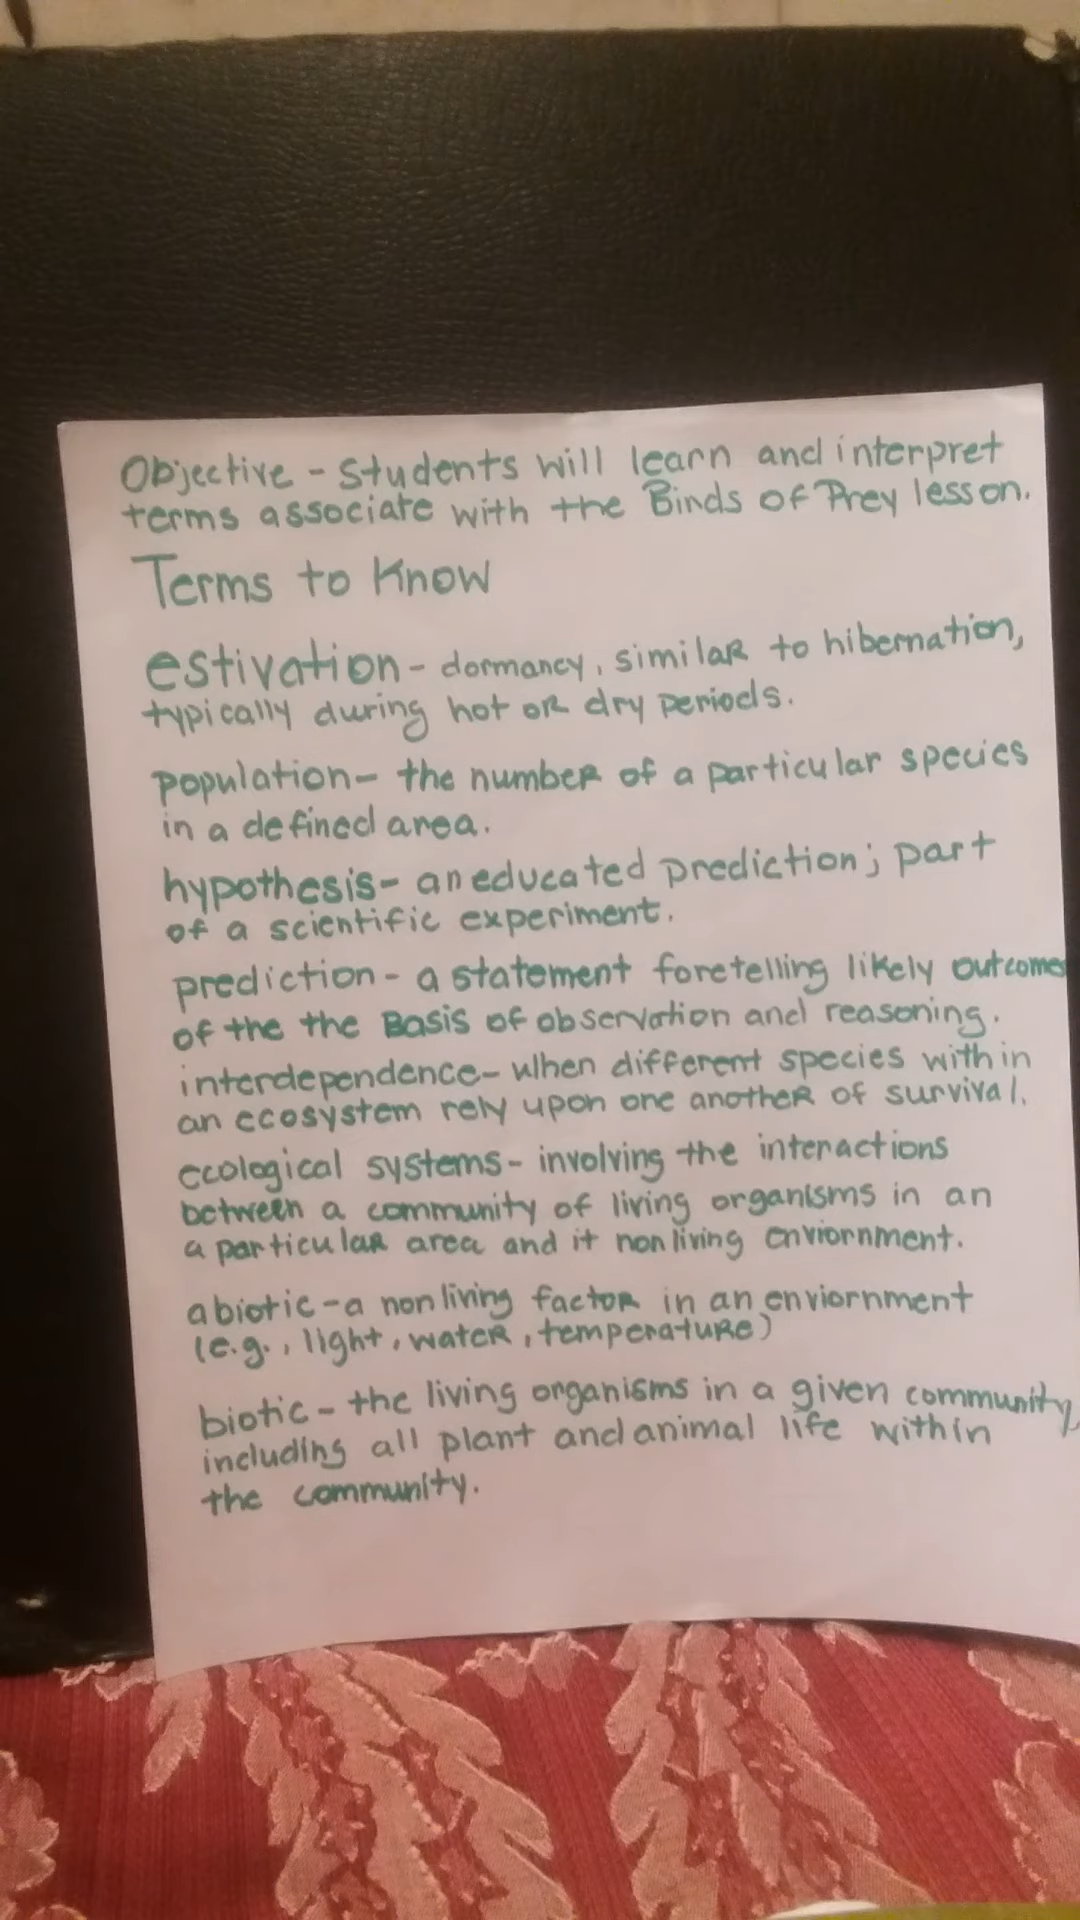 Objective - Students will learn and interpret
terms associate with the Binds of Prey lesson.
Terms to Know
estivation - dormancy, similar to hibernation,
typically during hot or dry periods.
population - the number of a particular species
in a defined area.
hypothesis - an educated prediction; part
of a scientific experiment.
prediction - a statement foretelling likely outcomes
of the the Basis of observation and reasoning.
interdependence - when different species within
an ecosystem rely upon one another of survival.
ecological systems - involving the interactions
between a community of living organisms in an
a particular area and it nonliving enviornment.
abiotic - a nonliving factor in an enviornment
(e.g., light, water, temperature)
biotic - the living organisms in a given community,
including all plant and animal life within
the community.